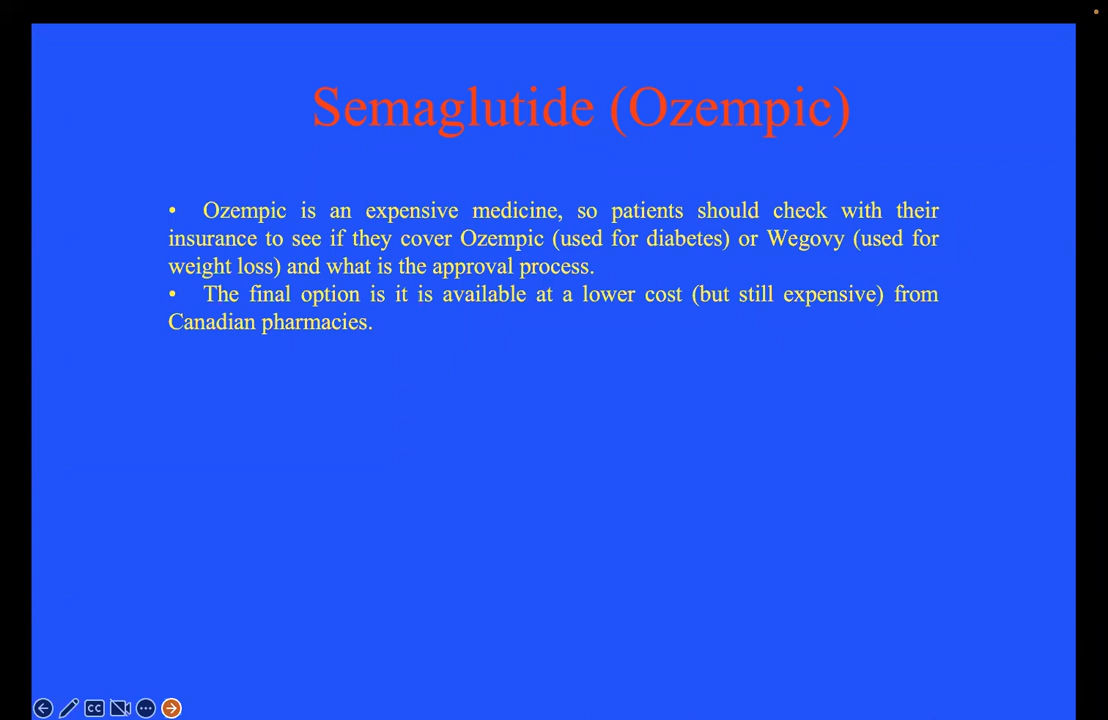 Semaglutide (Ozempic)
• Ozempic is an expensive medicine, so patients should check with their
insurance to see if they cover Ozempic (used for diabetes) or Wegovy (used for
weight loss) and what is the approval process.
• The final option is it is available at a lower cost (but still expensive) from
Canadian pharmacies.
CC